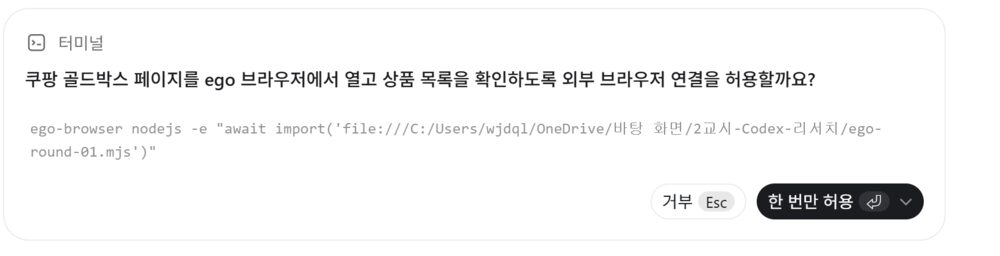 터미널
쿠팡 골드박스 페이지를 ego 브라우저에서 열고 상품 목록을 확인하도록 외부 브라우저 연결을 허용할까요?
ego-browser nodejs -e "await import('file:///C:/Users/wjdql/OneDrive/바탕 화면/2교시-Codex-리서치/ego-
round-01.mjs')"
거부 Esc 한 번만 허용